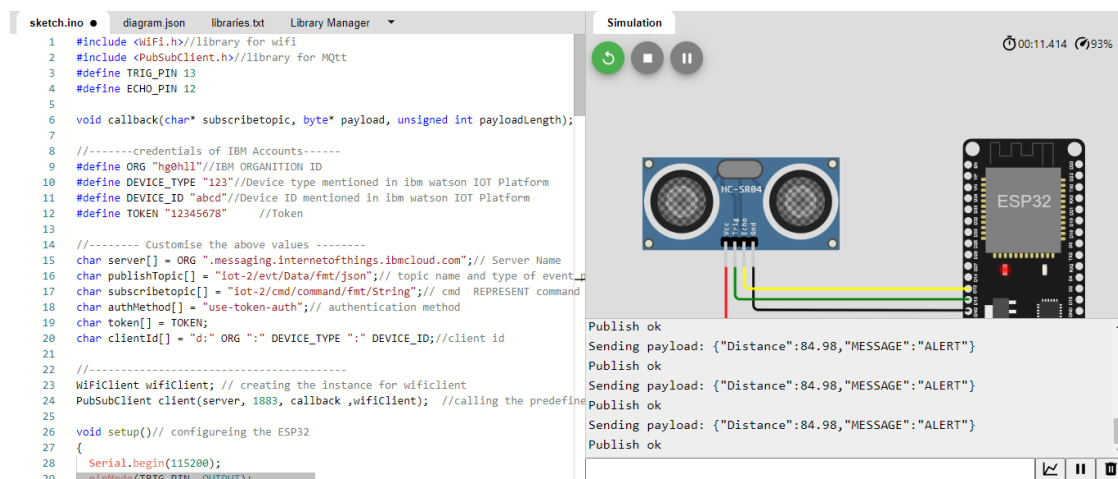 sketch.ino ● diagram.json libraries.txt Library Manager
1 #include <WiFi.h>//library for wifi
2 #include <PubSubClient.h>//library for MQtt
3 #define TRIG_PIN 13
4 #define ECHO_PIN 12
5
6 void callback(char* subscribetopic, byte* payload, unsigned int payloadLength);
7
8 //-------credentials of IBM Accounts------
9 #define ORG "hg0hll"//IBM ORGANITION ID
10 #define DEVICE_TYPE "123"//Device type mentioned in ibm watson IOT Platform
11 #define DEVICE_ID "abcd"//Device ID mentioned in ibm watson IOT Platform
12 #define TOKEN "12345678" //Token
13
14 //-------- Customise the above values --------
15 char server[] = ORG ".messaging.internetofthings.ibmcloud.com";// Server Name
16 char publishTopic[] = "iot-2/evt/Data/fmt/json";// topic name and type of event p
17 char subscribetopic[] = "iot-2/cmd/command/fmt/String";// cmd REPRESENT command
18 char authMethod[] = "use-token-auth";// authentication method
19 char token[] = TOKEN;
20 char clientId[] = "d:" ORG ":" DEVICE_TYPE ":" DEVICE_ID;//client id
21
22 //-----------------------------------------
23 WiFiClient wifiClient; // creating the instance for wificlient
24 PubSubClient client(server, 1883, callback ,wifiClient); //calling the predefine
25
26 void setup()// configureing the ESP32
27 {
28 Serial.begin(115200);
29 pinMode(TRIG_PIN, OUTPUT);
Simulation
00:11.414 93%
HC-SR04
Vcc
Trig
Echo
Gnd
ESP32
Publish ok
Sending payload: {"Distance":84.98,"MESSAGE":"ALERT"}
Publish ok
Sending payload: {"Distance":84.98,"MESSAGE":"ALERT"}
Publish ok
Sending payload: {"Distance":84.98,"MESSAGE":"ALERT"}
Publish ok